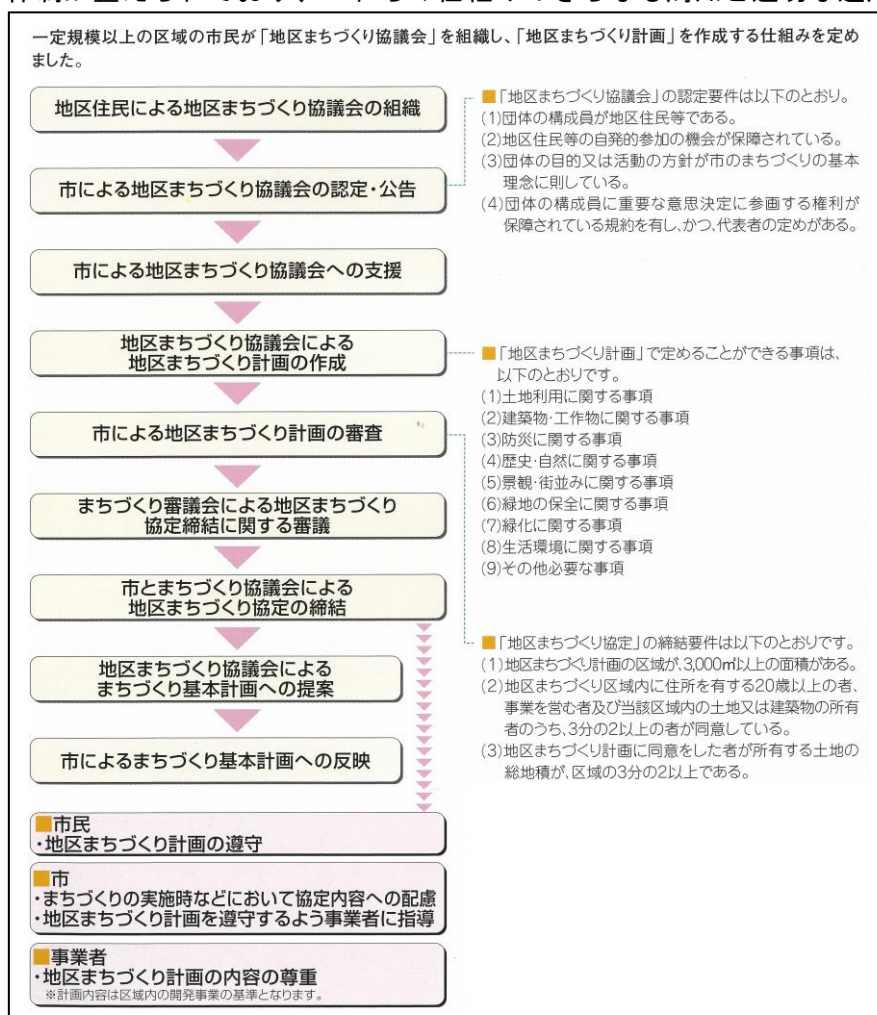 一定規模以上の区域の市民が「地区まちづくり協議会」を組織し、「地区まちづくり計画」を作成する仕組みを定め
ました。
地区住民による地区まちづくり協議会の組織
市による地区まちづくり協議会の認定・公告
市による地区まちづくり協議会への支援
地区まちづくり協議会による
地区まちづくり計画の作成
市による地区まちづくり計画の審査
まちづくり審議会による地区まちづくり
協定締結に関する審議
市とまちづくり協議会による
地区まちづくり協定の締結
地区まちづくり協議会による
まちづくり基本計画への提案
市によるまちづくり基本計画への反映
■「地区まちづくり協議会」の認定要件は以下のとおり。
(1)団体の構成員が地区住民等である。
(2)地区住民等の自発的参加の機会が保障されている。
(3)団体の目的又は活動の方針が市のまちづくりの基本
理念に則している。
(4)団体の構成員に重要な意思決定に参画する権利が
保障されている規約を有し、かつ、代表者の定めがある。
■「地区まちづくり計画」で定めることができる事項は、
以下のとおりです。
(1)土地利用に関する事項
(2)建築物・工作物に関する事項
(3)防災に関する事項
(4)歴史・自然に関する事項
(5)景観・街並みに関する事項
(6)緑地の保全に関する事項
(7)緑化に関する事項
(8)生活環境に関する事項
(9)その他必要な事項
■「地区まちづくり協定」の締結要件は以下のとおりです。
(1)地区まちづくり計画の区域が、3,000㎡以上の面積がある。
(2)地区まちづくり区域内に住所を有する20歳以上の者、
事業を営む者及び当該区域内の土地又は建築物の所有
者のうち、3分の2以上の者が同意している。
(3)地区まちづくり計画に同意をした者が所有する土地の
総地積が、区域の3分の2以上である。
■市民
・地区まちづくり計画の遵守
■市
・まちづくりの実施時などにおいて協定内容への配慮
・地区まちづくり計画を遵守するよう事業者に指導
■事業者
・地区まちづくり計画の内容の尊重
※計画内容は区域内の開発事業の基準となります。